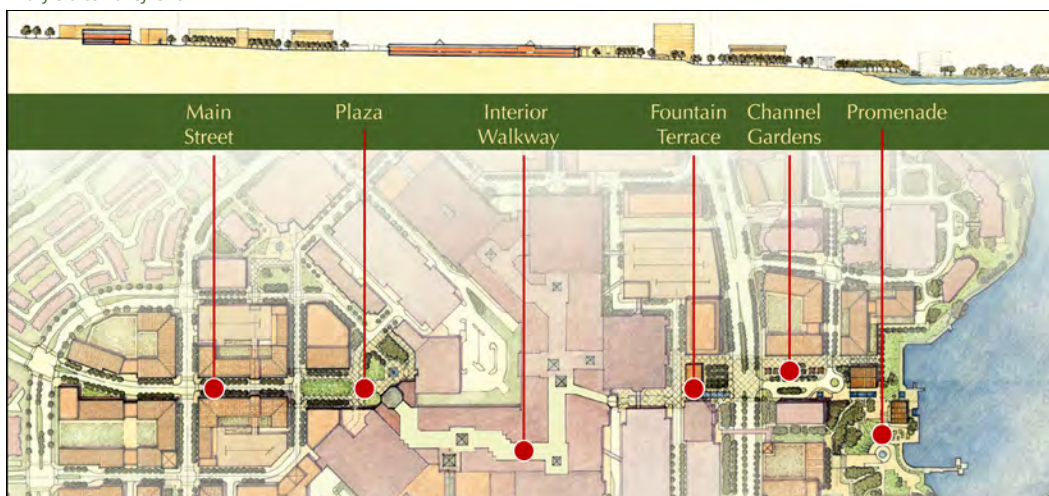 Main
Street
Plaza
Interior
Walkway
Fountain
Terrace
Channel
Gardens
Promenade